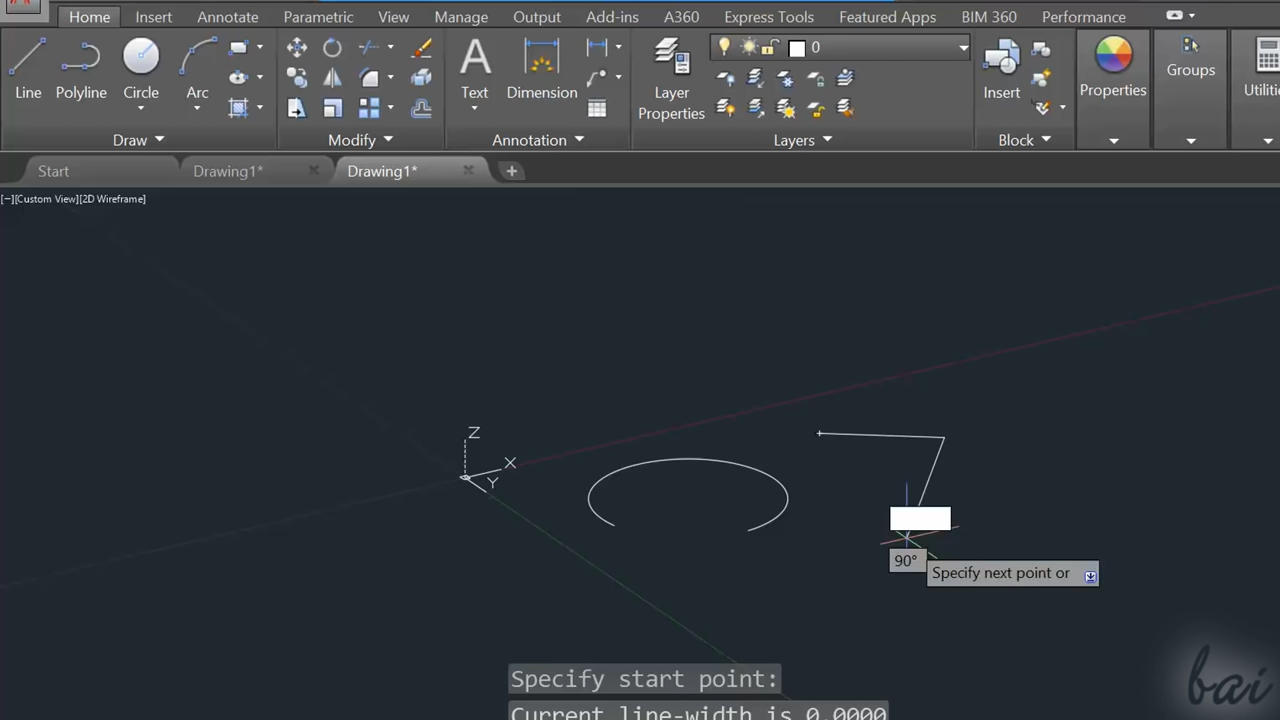 Home Insert Annotate Parametric View Manage Output Add-ins A360 Express Tools Featured Apps BIM 360 Performance
0
Line Polyline Circle Arc
Text Dimension
Layer
Properties
Insert
Properties
Groups
Draw Modify Annotation Layers Block
Start Drawing1* Drawing1*
[−][Custom View][2D Wireframe]
Z
X
Y
90°
Specify next point or
Specify start point:
Current line-width is 0.0000
bai